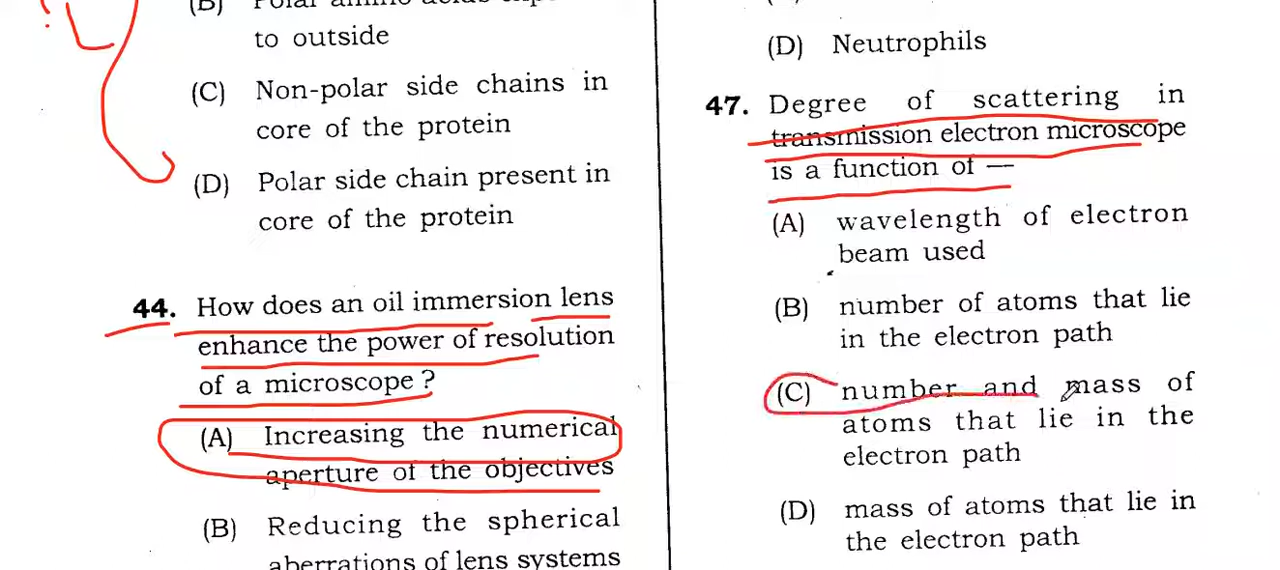 to outside
(C) Non-polar side chains in
core of the protein
(D) Polar side chain present in
core of the protein
44. How does an oil immersion lens
enhance the power of resolution
of a microscope ?
(A) Increasing the numerical
aperture of the objectives
(B) Reducing the spherical
aberrations of lens systems
(D) Neutrophils
47. Degree of scattering in
transmission electron microscope
is a function of —
(A) wavelength of electron
beam used
(B) number of atoms that lie
in the electron path
(C) number and mass of
atoms that lie in the
electron path
(D) mass of atoms that lie in
the electron path